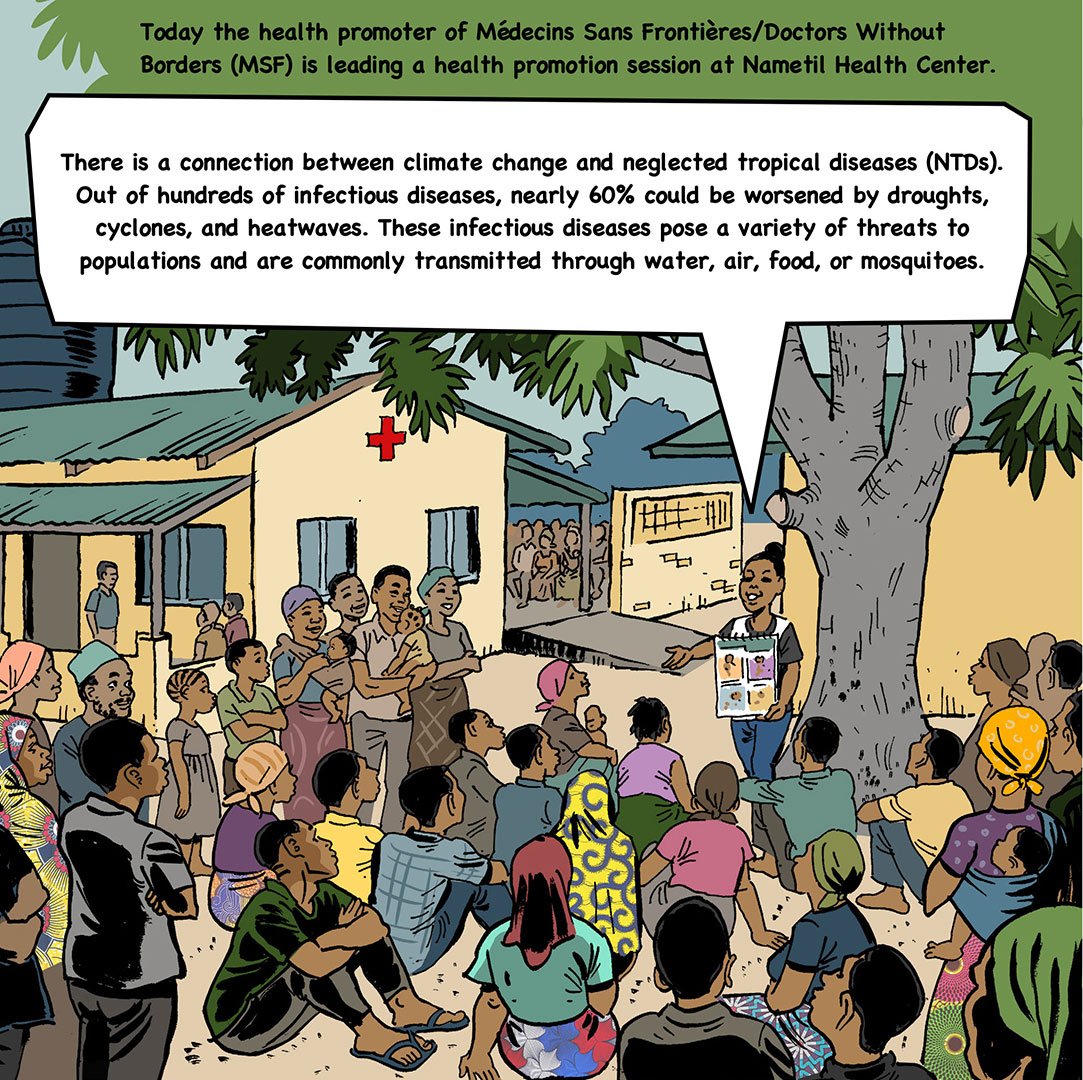 Today the health promoter of Médecins Sans Frontières/Doctors Without
Borders (MSF) is leading a health promotion session at Nametil Health Center.
There is a connection between climate change and neglected tropical diseases (NTDs).
Out of hundreds of infectious diseases, nearly 60% could be worsened by droughts,
cyclones, and heatwaves. These infectious diseases pose a variety of threats to
populations and are commonly transmitted through water, air, food, or mosquitoes.